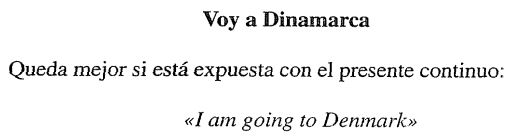 Voy a Dinamarca
Queda mejor si está expuesta con el presente continuo:
«I am going to Denmark»